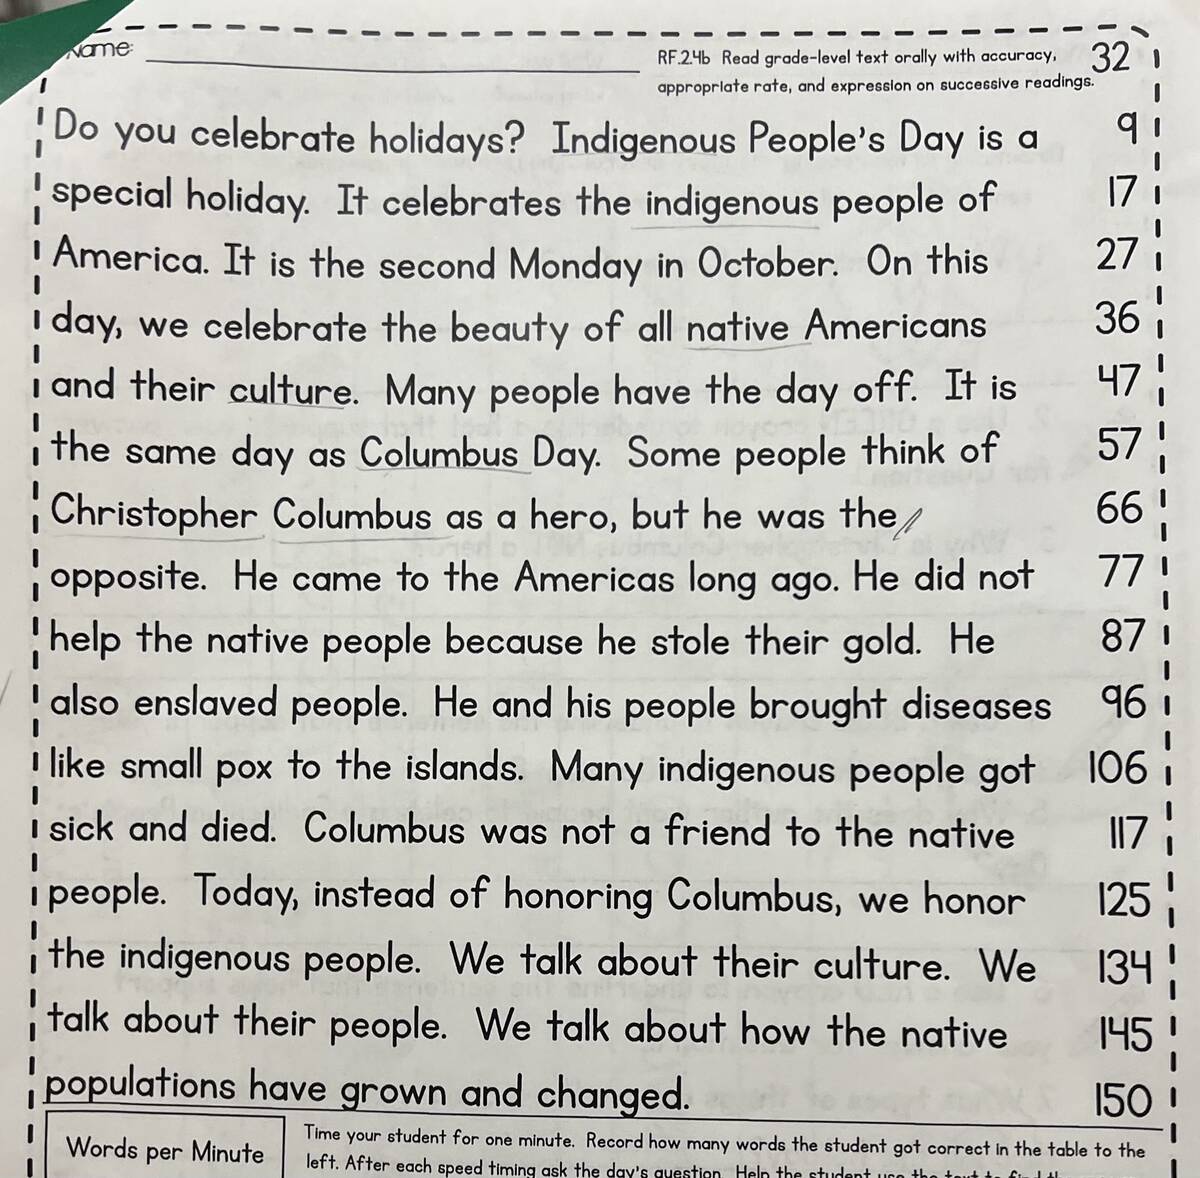 Name:
RF.2.4b Read grade-level text orally with accuracy, 32
appropriate rate, and expression on successive readings.
Do you celebrate holidays? Indigenous People's Day is a 9
special holiday. It celebrates the indigenous people of 17
America. It is the second Monday in October. On this 27
day, we celebrate the beauty of all native Americans 36
and their culture. Many people have the day off. It is 47
the same day as Columbus Day. Some people think of 57
Christopher Columbus as a hero, but he was the 66
opposite. He came to the Americas long ago. He did not 77
help the native people because he stole their gold. He 87
also enslaved people. He and his people brought diseases 96
like small pox to the islands. Many indigenous people got 106
sick and died. Columbus was not a friend to the native 117
people. Today, instead of honoring Columbus, we honor 125
the indigenous people. We talk about their culture. We 134
talk about their people. We talk about how the native 145
populations have grown and changed. 150
Words per Minute
Time your student for one minute. Record how many words the student got correct in the table to the
left. After each speed timing ask the day's question. Help the student use the text to find